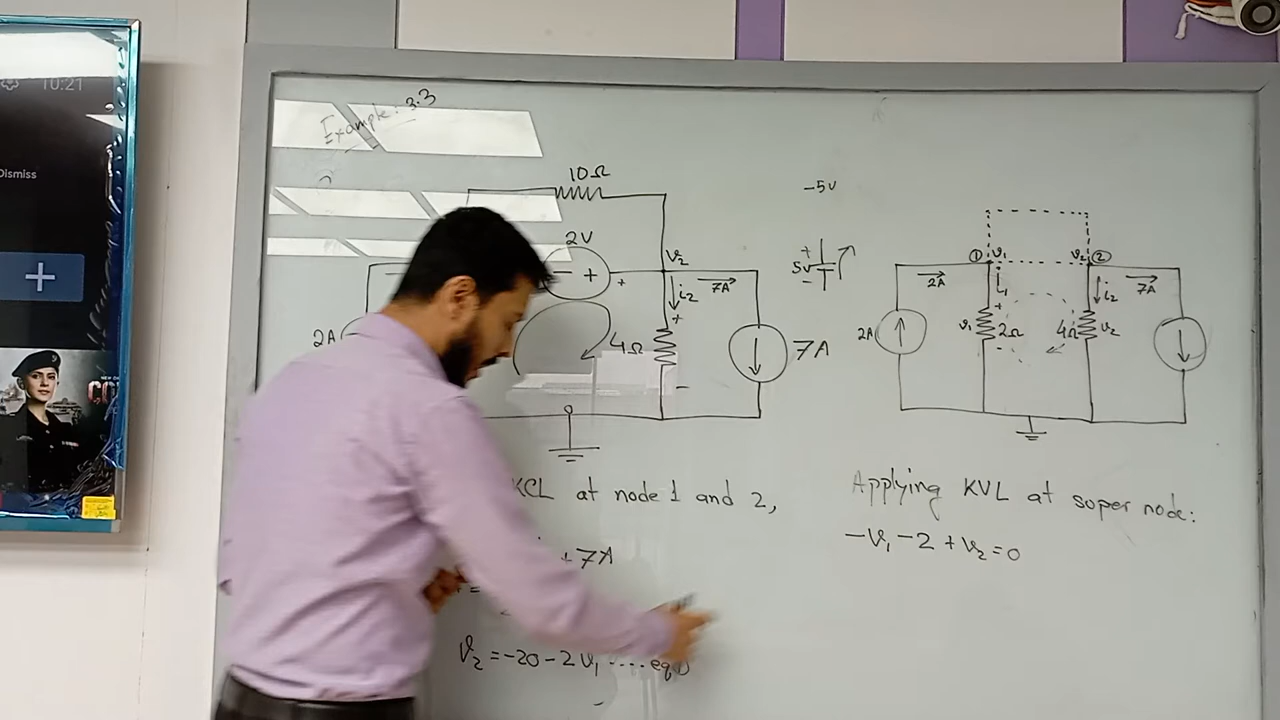 10:21
Dismiss
Example: 3.3
10Ω
2V
− +
+
V₂
7A
i₂
+
4Ω
−
2A
7A
-5V
+
5V
−
① V₁
V₂ ②
2A
i₁
i₂
7A
2A
V₁
+
2Ω
−
4Ω
V₂
KCL at node 1 and 2,
+ 7A
V₂ = -20 - 2V₁ ....
Applying KVL at super node:
-V₁ - 2 + V₂ = 0